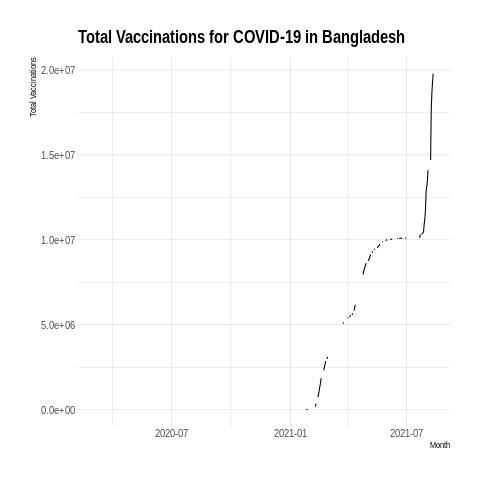 Total Vaccinations for COVID-19 in Bangladesh
Total Vaccinations
2.0e+07
1.5e+07
1.0e+07
5.0e+06
0.0e+00
2020-07
2021-01
2021-07
Month